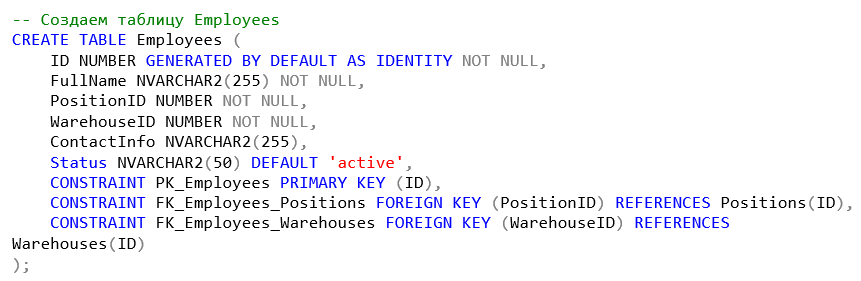 -- Создаем таблицу Employees
CREATE TABLE Employees (
    ID NUMBER GENERATED BY DEFAULT AS IDENTITY NOT NULL,
    FullName NVARCHAR2(255) NOT NULL,
    PositionID NUMBER NOT NULL,
    WarehouseID NUMBER NOT NULL,
    ContactInfo NVARCHAR2(255),
    Status NVARCHAR2(50) DEFAULT 'active',
    CONSTRAINT PK_Employees PRIMARY KEY (ID),
    CONSTRAINT FK_Employees_Positions FOREIGN KEY (PositionID) REFERENCES Positions(ID),
    CONSTRAINT FK_Employees_Warehouses FOREIGN KEY (WarehouseID) REFERENCES
Warehouses(ID)
);